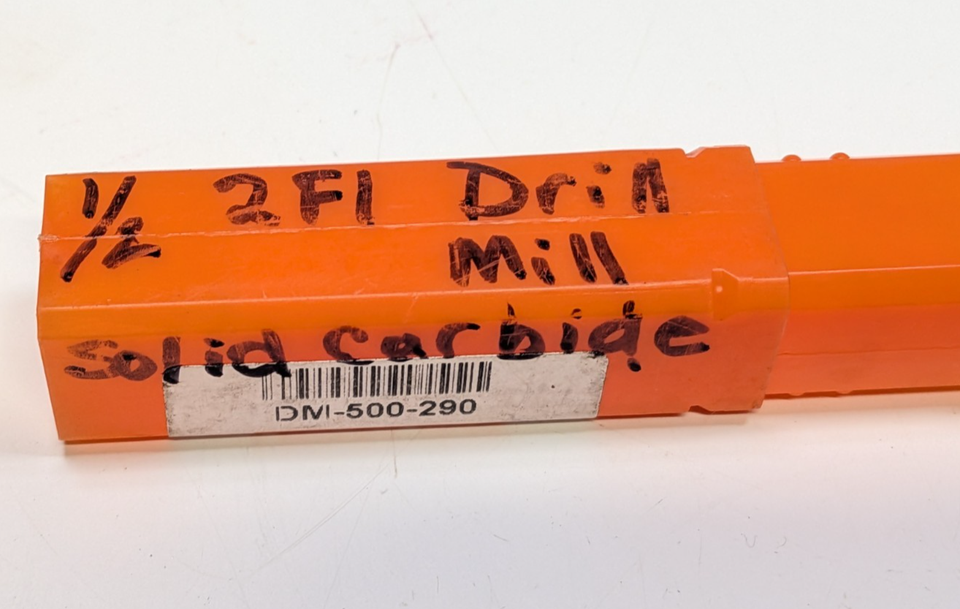 1/2 2Fl Drill
Mill
Solid carbide
DM-500-290